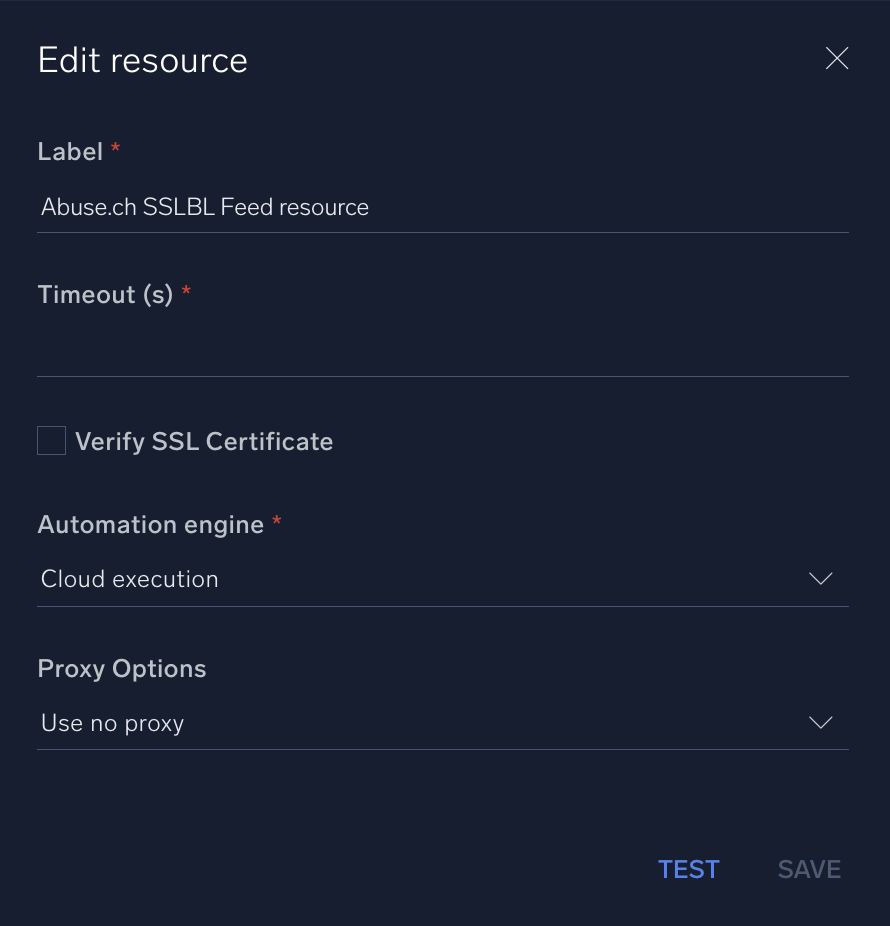 Edit resource
Label *
Abuse.ch SSLBL Feed resource
Timeout (s) *
Verify SSL Certificate
Automation engine *
Cloud execution
Proxy Options
Use no proxy
TEST SAVE